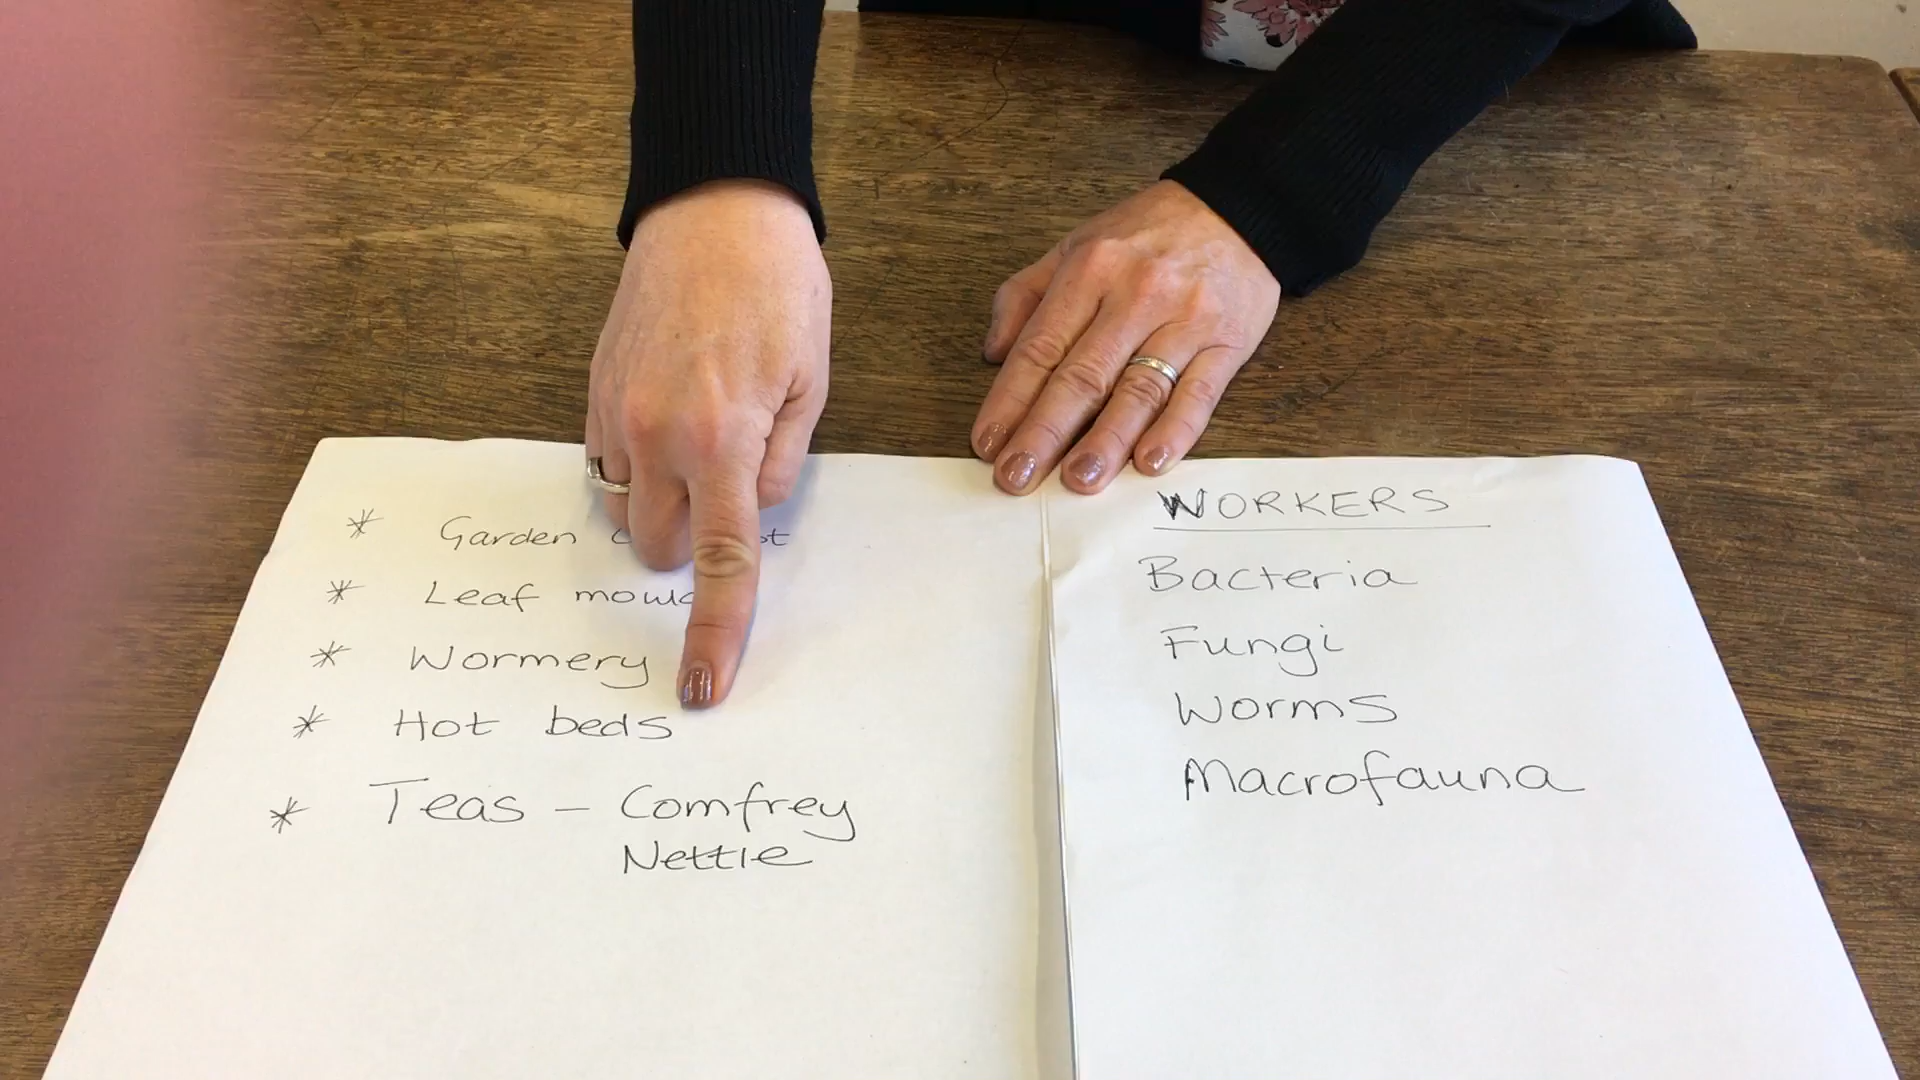 * Garden
* Leaf
* Wormery
* Hot beds
* Teas - Comfrey
Nettle
WORKERS
Bacteria
Fungi
Worms
Macrofauna